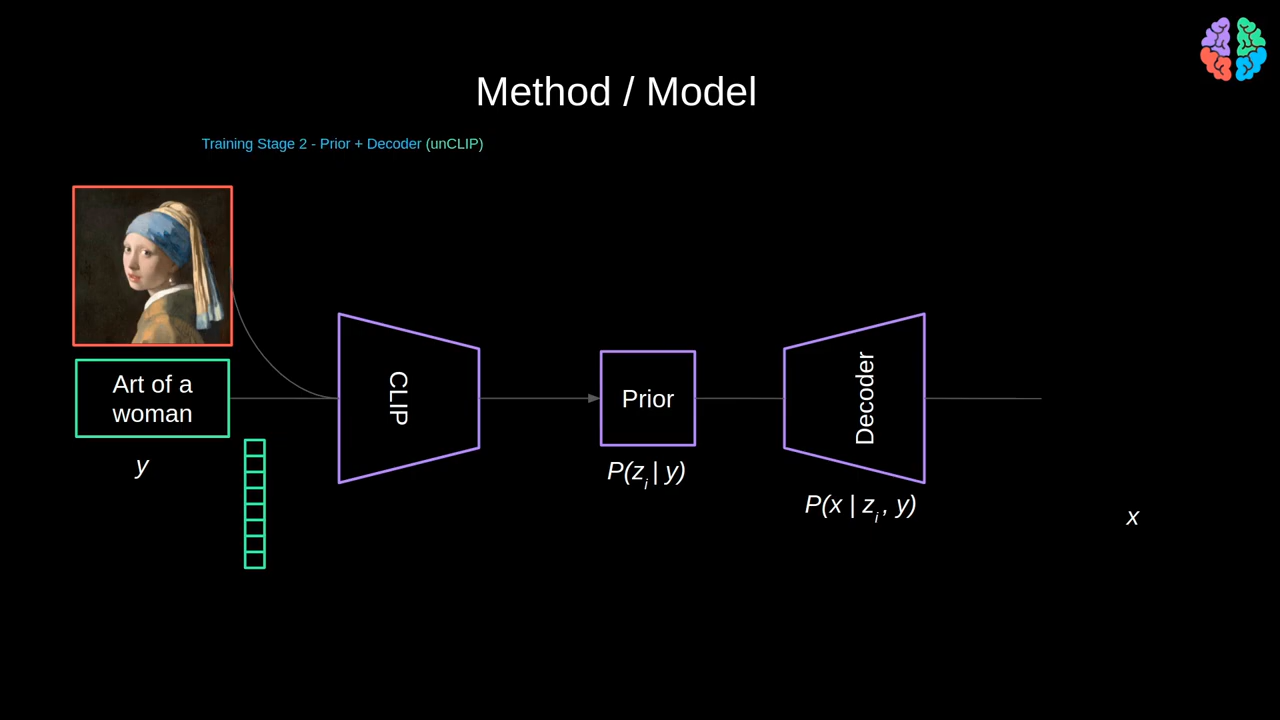 Method / Model
Training Stage 2 - Prior + Decoder (unCLIP)
Art of a
woman
y
CLIP
Prior
P(zi | y)
Decoder
P(x | zi , y)
x